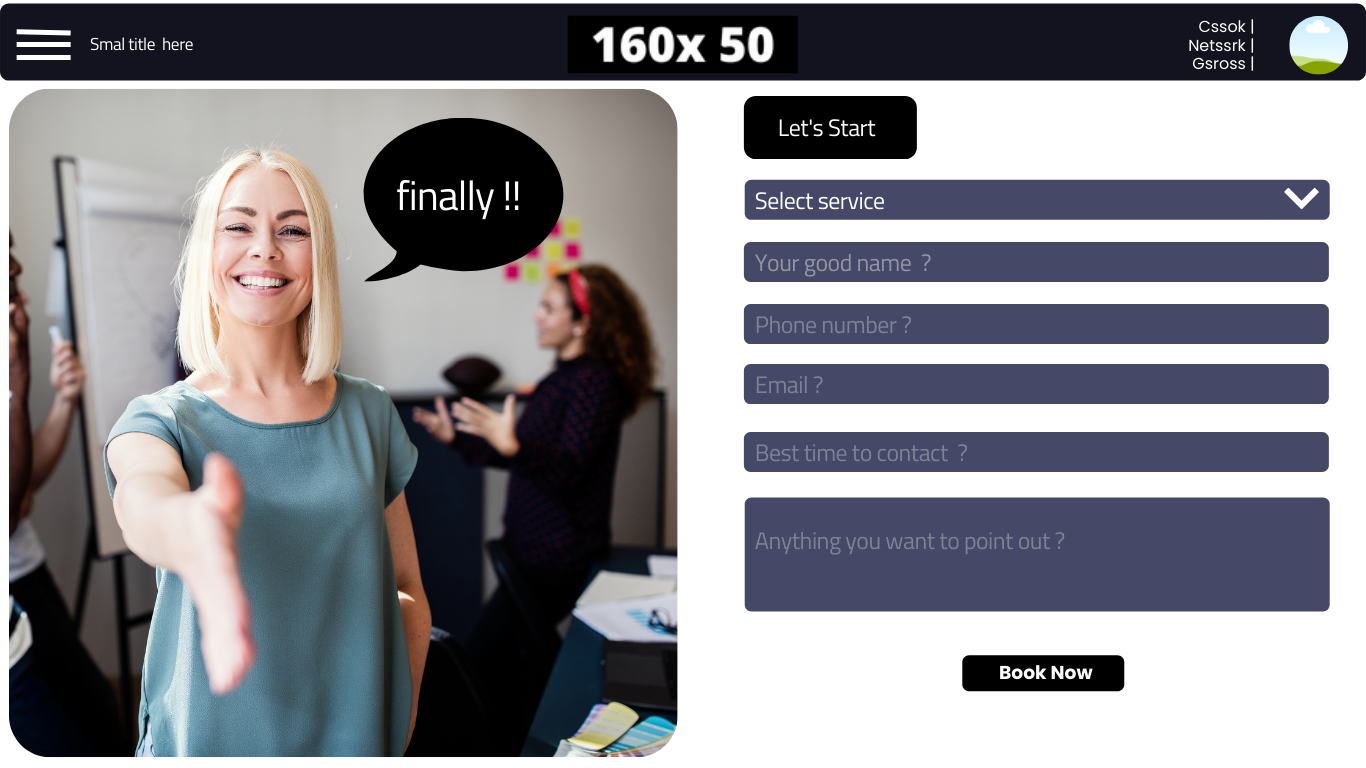 Smal title here
160x 50
Cssok |
Netssrk |
Gsross |
finally !!
Let's Start
Select service
Your good name ?
Phone number ?
Email ?
Best time to contact ?
Anything you want to point out ?
Book Now